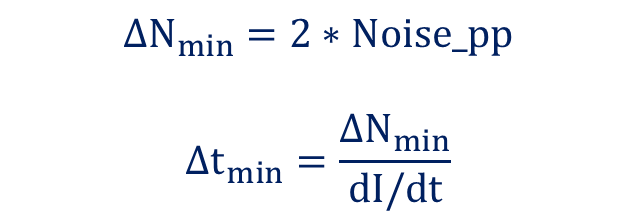 ΔN_min = 2 * Noise_pp
Δt_min = ΔN_min / dI/dt